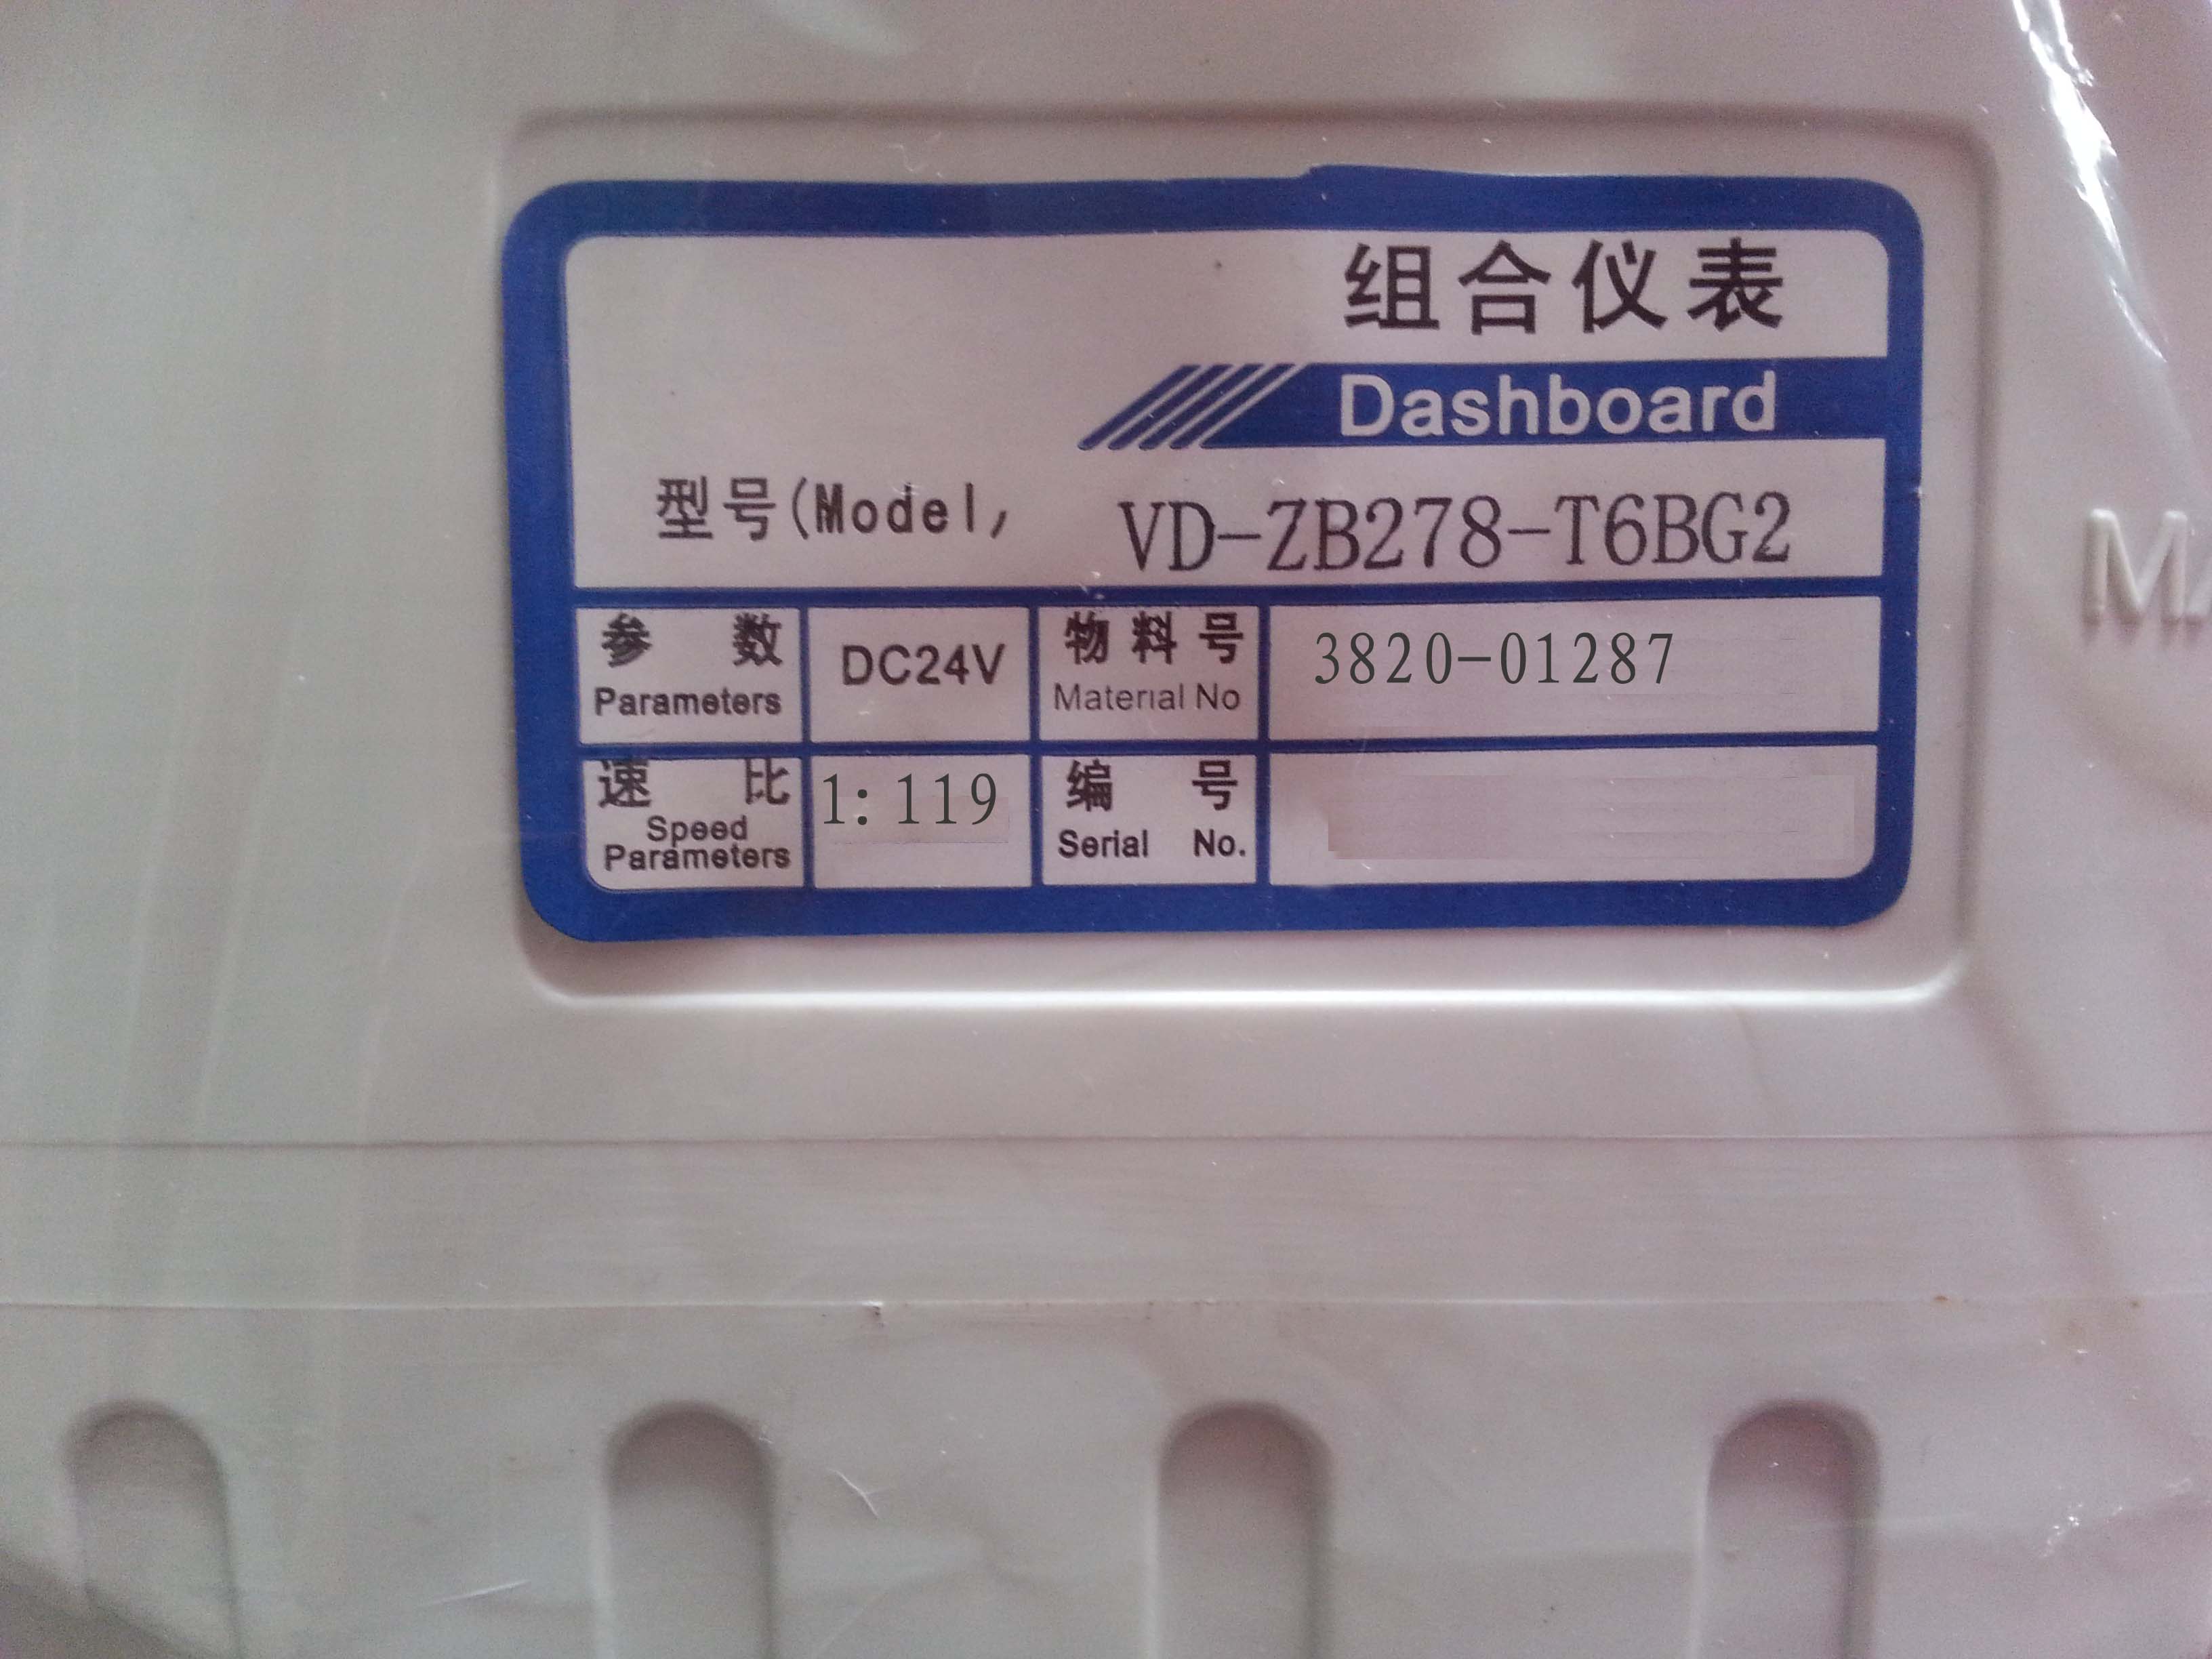 组合仪表
Dashboard
型号(Model, VD-ZB278-T6BG2
参 数 DC24V 物料号 3820-01287
Parameters Material No
速 比 1: 119 编 号
Speed Serial No.
Parameters